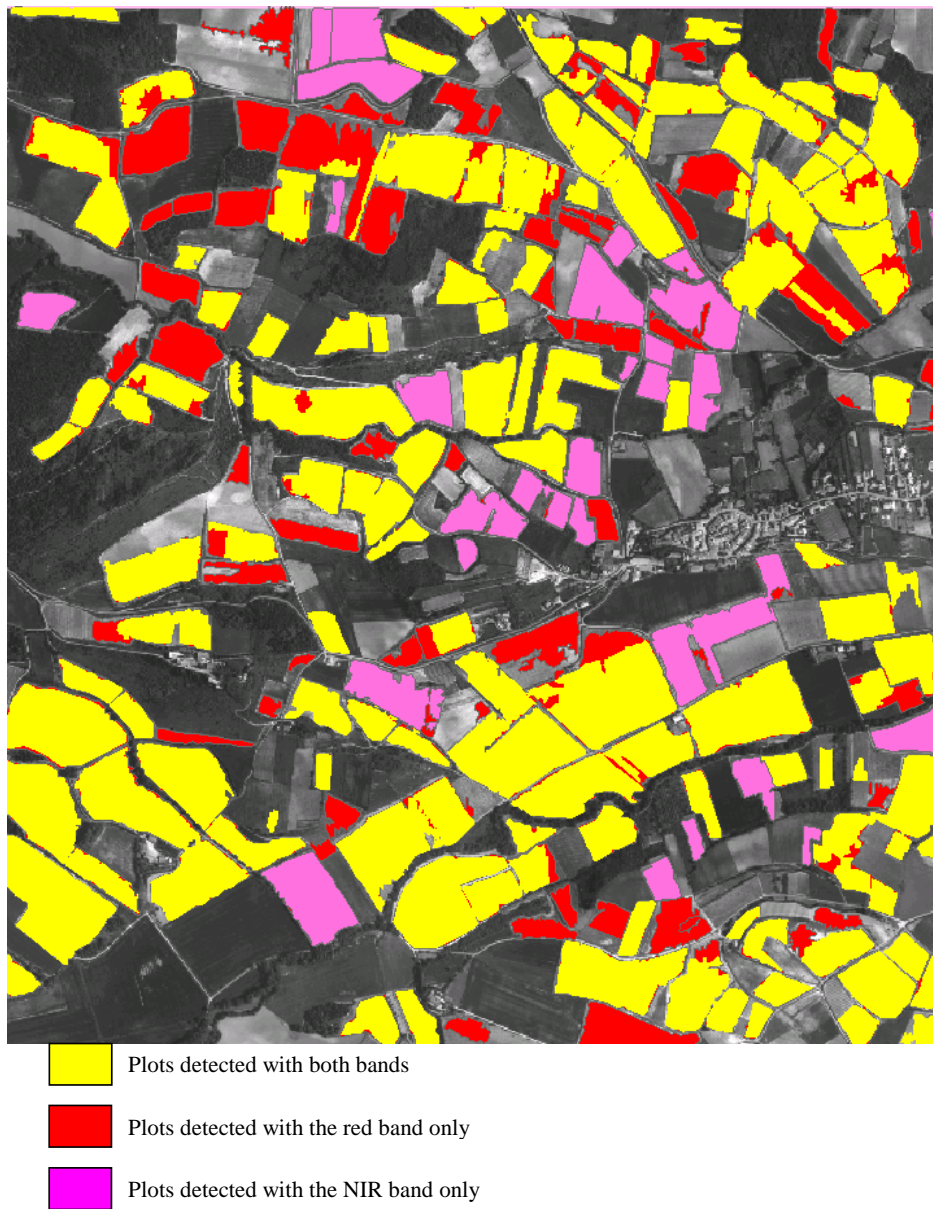 Plots detected with both bands
Plots detected with the red band only
Plots detected with the NIR band only